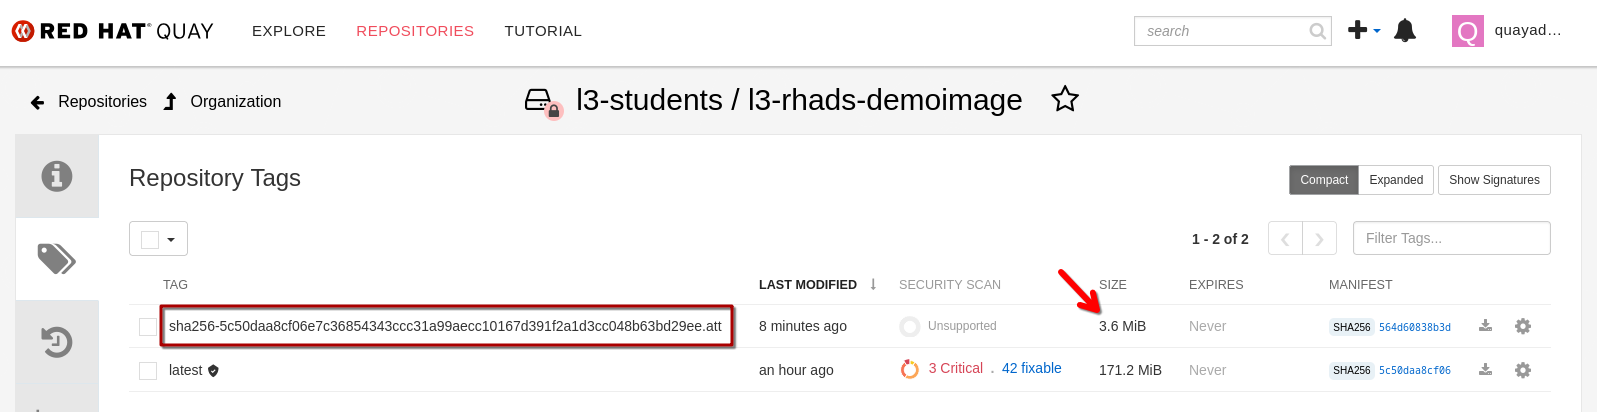 RED HAT® QUAY EXPLORE REPOSITORIES TUTORIAL search Q quayad...
Repositories Organization l3-students / l3-rhads-demoimage
Repository Tags Compact Expanded Show Signatures
1 - 2 of 2 Filter Tags...
TAG LAST MODIFIED SECURITY SCAN SIZE EXPIRES MANIFEST
sha256-5c50daa8cf06e7c36854343ccc31a99aecc10167d391f2a1d3cc048b63bd29ee.att 8 minutes ago Unsupported 3.6 MiB Never SHA256 564d60838b3d
latest an hour ago 3 Critical . 42 fixable 171.2 MiB Never SHA256 5c50daa8cf06